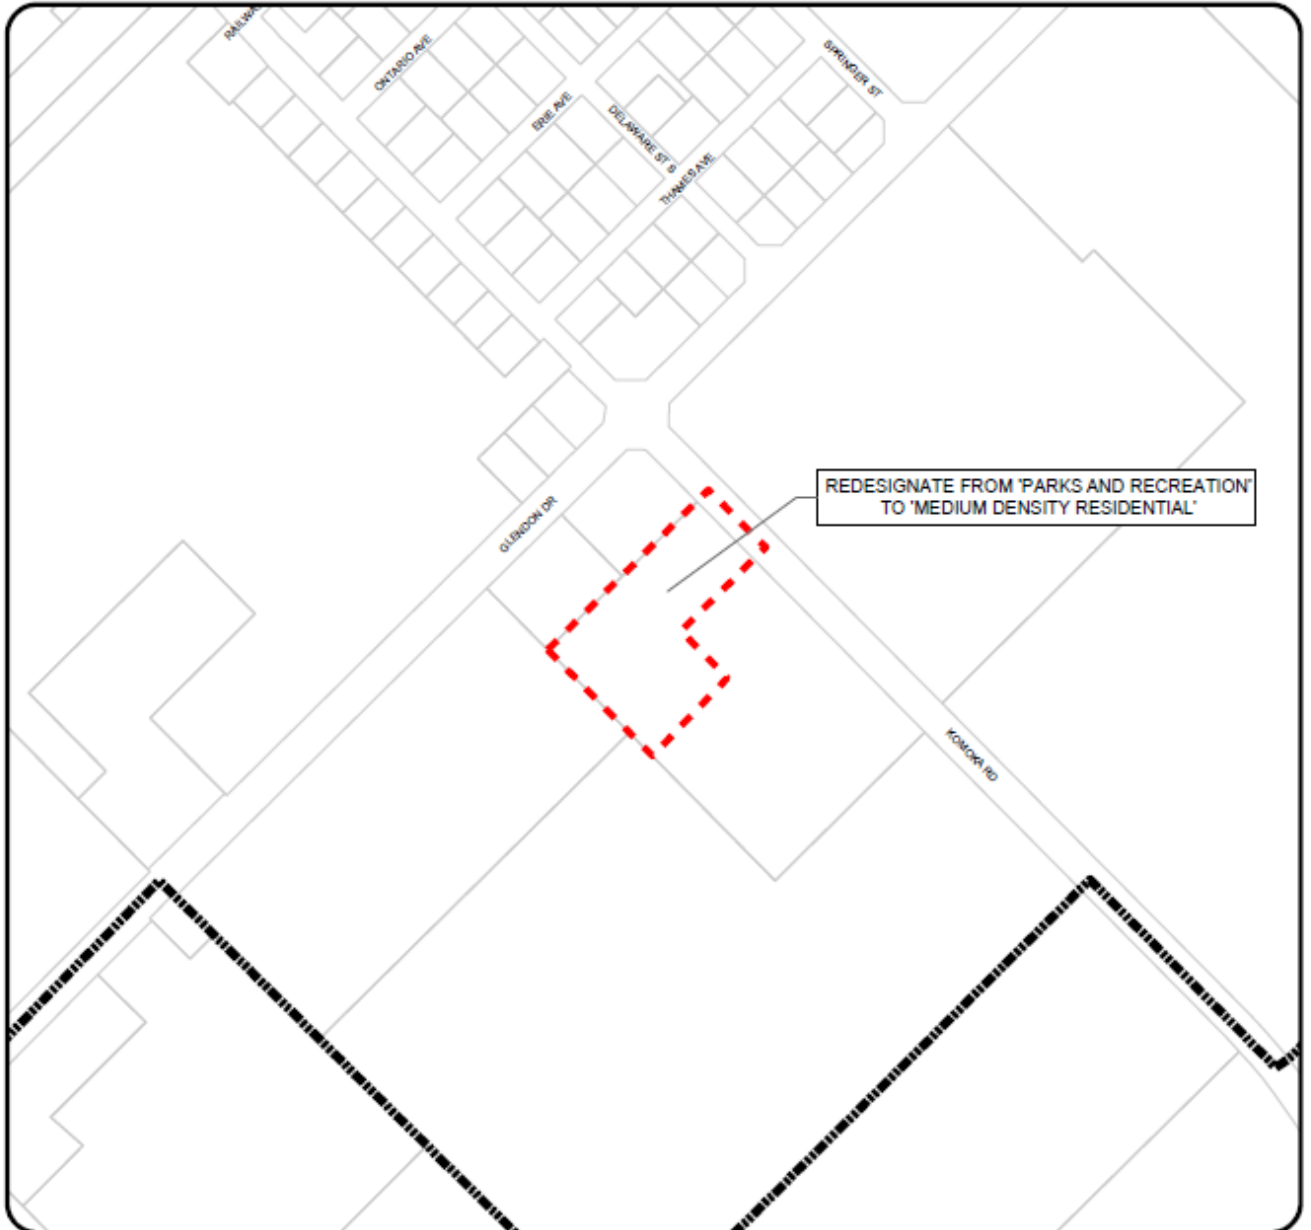 ONTARIO AVE
SPRINGER ST
ERIE AVE
DELAWARE ST S
THAMES AVE
REDESIGNATE FROM 'PARKS AND RECREATION'
TO 'MEDIUM DENSITY RESIDENTIAL'
GLENDON DR
KOMOKA RD